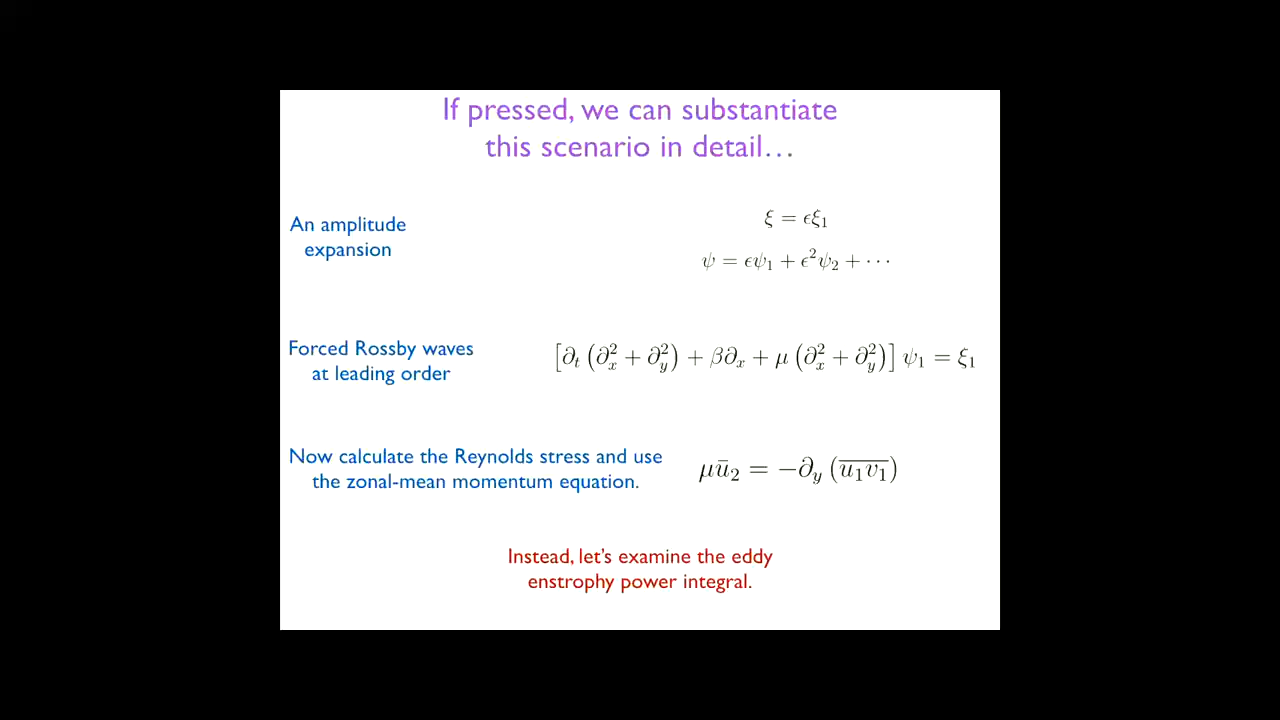 If pressed, we can substantiate
this scenario in detail…
An amplitude
expansion
ξ = ϵξ₁
ψ = ϵψ₁ + ϵ²ψ₂ + ⋯
Forced Rossby waves
at leading order
[∂ₜ (∂ₓ² + ∂ᵧ²) + β∂ₓ + μ (∂ₓ² + ∂ᵧ²)] ψ₁ = ξ₁
Now calculate the Reynolds stress and use
the zonal-mean momentum equation.
μū₂ = −∂ᵧ (u̅₁̅v̅₁̅)
Instead, let's examine the eddy
enstrophy power integral.